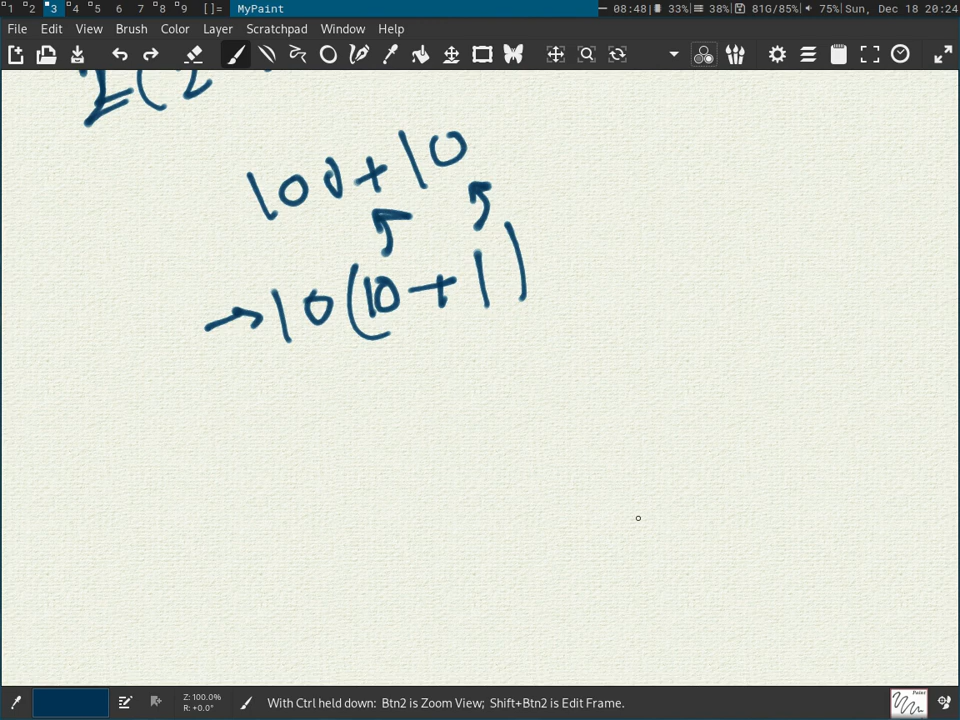 1 2 3 4 5 6 7 8 9 []= MyPaint 08:48 33% 38% 81G/85% 75% Sun, Dec 18 20:24
File Edit View Brush Color Layer Scratchpad Window Help
2(2
100+10
→10(10+1)
Z: 100.0%
R: +0.0°
With Ctrl held down: Btn2 is Zoom View; Shift+Btn2 is Edit Frame.